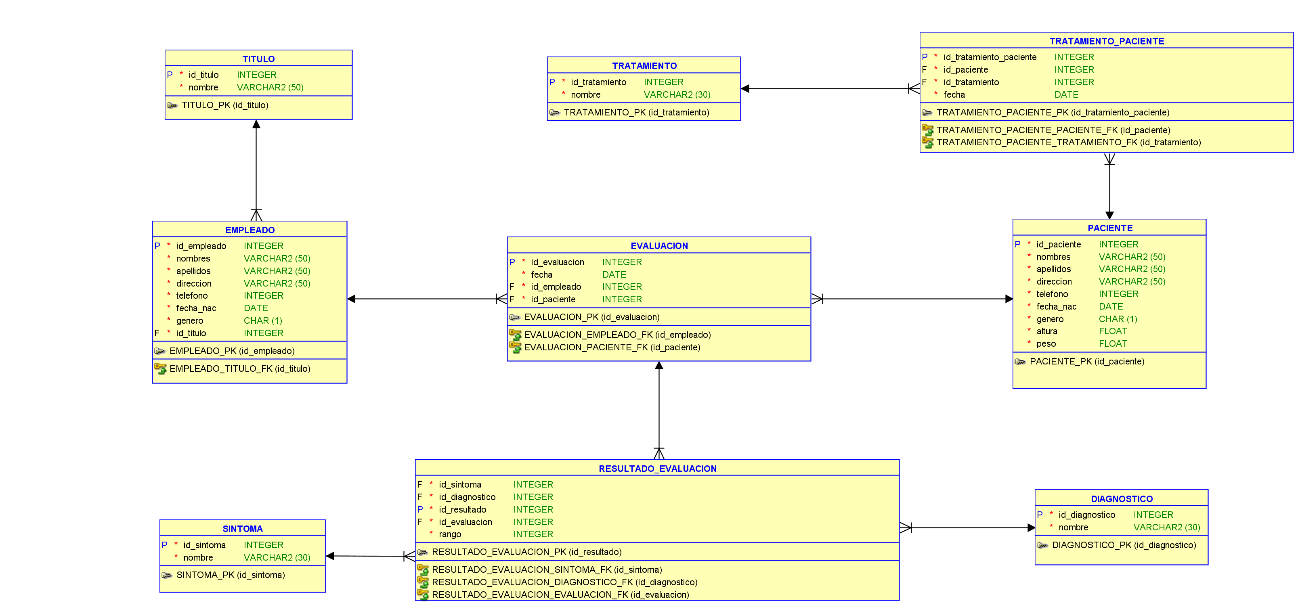 TITULO
P * id_titulo INTEGER
* nombre VARCHAR2 (50)
TITULO_PK (id_titulo)
TRATAMIENTO
P * id_tratamiento INTEGER
* nombre VARCHAR2 (30)
TRATAMIENTO_PK (id_tratamiento)
TRATAMIENTO_PACIENTE
P * id_tratamiento_paciente INTEGER
F * id_paciente INTEGER
F * id_tratamiento INTEGER
* fecha DATE
TRATAMIENTO_PACIENTE_PK (id_tratamiento_paciente)
TRATAMIENTO_PACIENTE_PACIENTE_FK (id_paciente)
TRATAMIENTO_PACIENTE_TRATAMIENTO_FK (id_tratamiento)
EMPLEADO
P * id_empleado INTEGER
* nombres VARCHAR2 (50)
* apellidos VARCHAR2 (50)
* direccion VARCHAR2 (50)
* telefono INTEGER
* fecha_nac DATE
* genero CHAR (1)
F * id_titulo INTEGER
EMPLEADO_PK (id_empleado)
EMPLEADO_TITULO_FK (id_titulo)
EVALUACION
P * id_evaluacion INTEGER
* fecha DATE
F * id_empleado INTEGER
F * id_paciente INTEGER
EVALUACION_PK (id_evaluacion)
EVALUACION_EMPLEADO_FK (id_empleado)
EVALUACION_PACIENTE_FK (id_paciente)
PACIENTE
P * id_paciente INTEGER
* nombres VARCHAR2 (50)
* apellidos VARCHAR2 (50)
* direccion VARCHAR2 (50)
* telefono INTEGER
* fecha_nac DATE
* genero CHAR (1)
* altura FLOAT
* peso FLOAT
PACIENTE_PK (id_paciente)
SINTOMA
P * id_sintoma INTEGER
* nombre VARCHAR2 (30)
SINTOMA_PK (id_sintoma)
RESULTADO_EVALUACION
F * id_sintoma INTEGER
F * id_diagnostico INTEGER
P * id_resultado INTEGER
F * id_evaluacion INTEGER
* rango INTEGER
RESULTADO_EVALUACION_PK (id_resultado)
RESULTADO_EVALUACION_SINTOMA_FK (id_sintoma)
RESULTADO_EVALUACION_DIAGNOSTICO_FK (id_diagnostico)
RESULTADO_EVALUACION_EVALUACION_FK (id_evaluacion)
DIAGNOSTICO
P * id_diagnostico INTEGER
* nombre VARCHAR2 (30)
DIAGNOSTICO_PK (id_diagnostico)